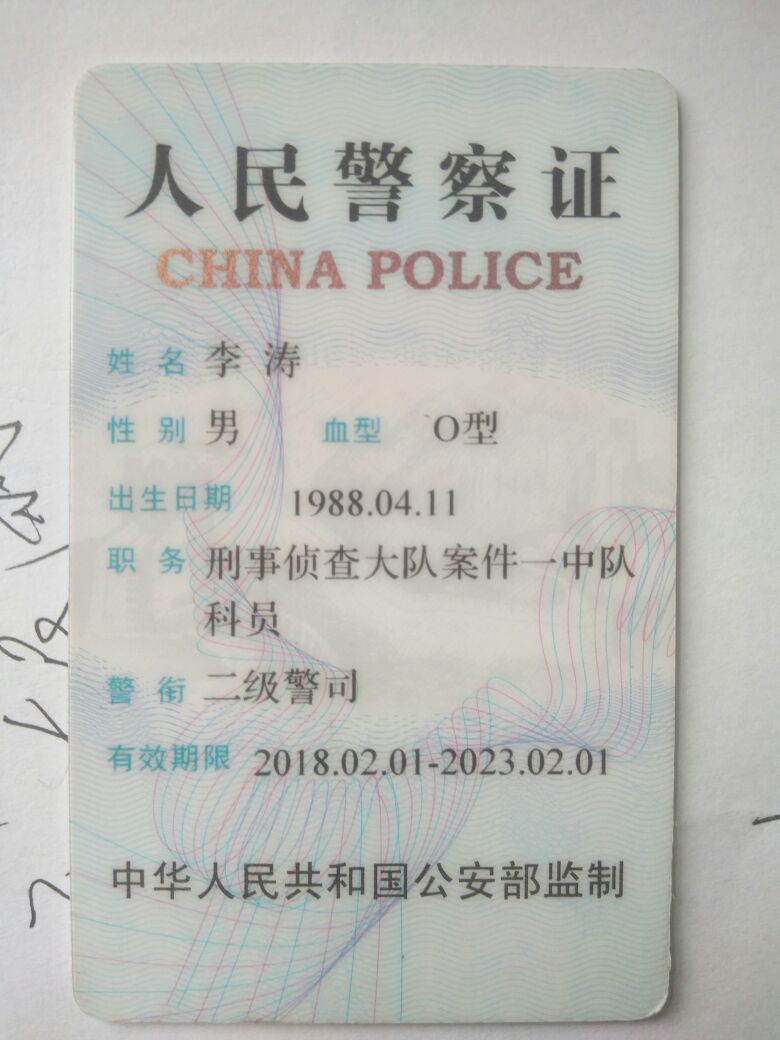 人民警察证
CHINA POLICE
姓名 李涛
性别 男 血型 O型
出生日期 1988.04.11
职务 刑事侦查大队案件一中队
科员
警衔 二级警司
有效期限 2018.02.01-2023.02.01
中华人民共和国公安部监制